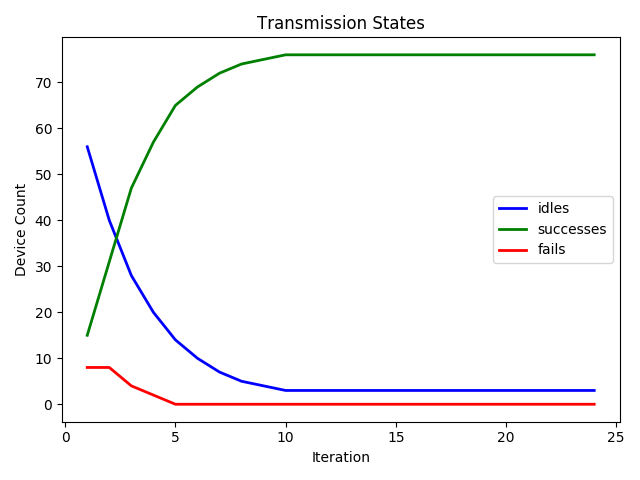 Transmission States
Device Count
70
60
50
40
30
20
10
0
idles
successes
fails
0 5 10 15 20 25
Iteration